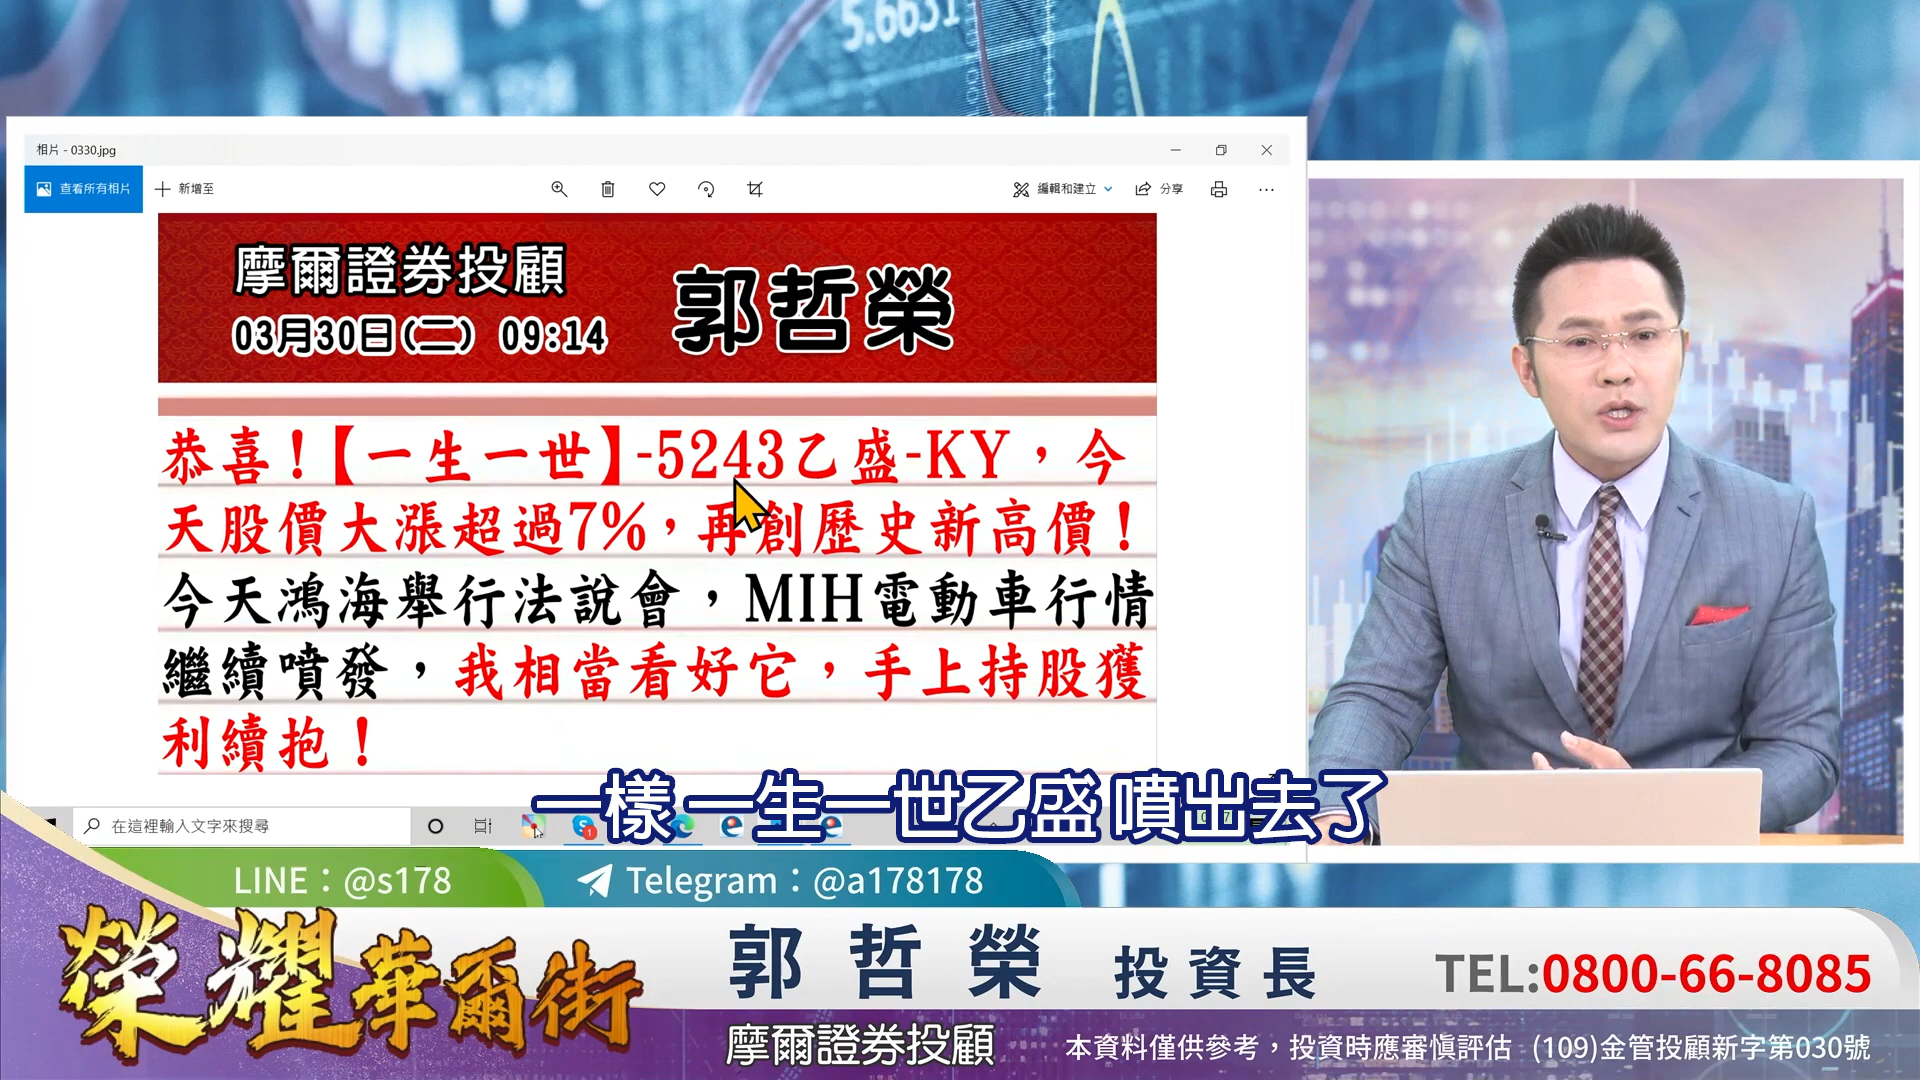 5.6631
相片 - 0330.jpg
查看所有相片
新增至
編輯和建立
分享
摩爾證券投顧
03月30日(二) 09:14
郭哲榮
恭喜！【一生一世】-5243乙盛-KY，今
天股價大漲超過7%，再創歷史新高價！
今天鴻海舉行法說會，MIH電動車行情
繼續噴發，我相當看好它，手上持股獲
利續抱！
一樣 一生一世乙盛 噴出去了
在這裡輸入文字來搜尋
LINE：@s178
Telegram：@a178178
榮耀華爾街
郭哲榮 投資長
TEL:0800-66-8085
摩爾證券投顧
本資料僅供參考，投資時應審慎評估 (109)金管投顧新字第030號